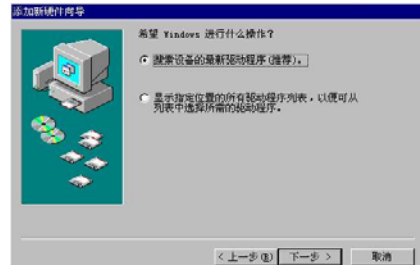 添加新硬件向导
希望 Windows 进行什么操作？
搜索设备的最新驱动程序(推荐)。
显示指定位置的所有驱动程序列表，以便可从
列表中选择所需的驱动程序。
< 上一步(B)
下一步 >
取消